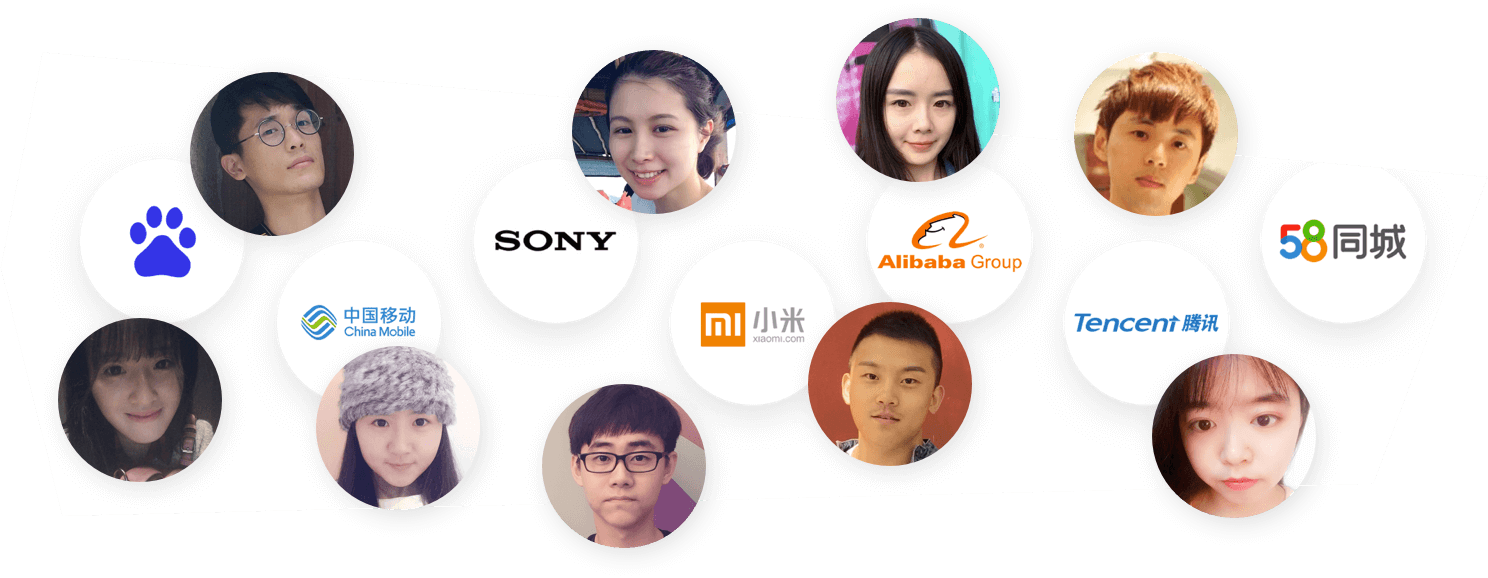 SONY
Alibaba Group
58同城
中国移动
China Mobile
小米
xiaomi.com
Tencent 腾讯